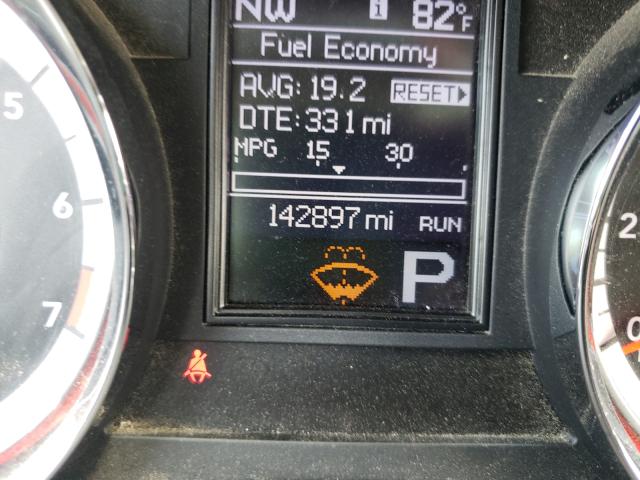 NW i 82°F
Fuel Economy
AVG: 19.2 RESET
DTE: 331 mi
MPG 15 30
142897 mi RUN
P
5
6
7
2
0